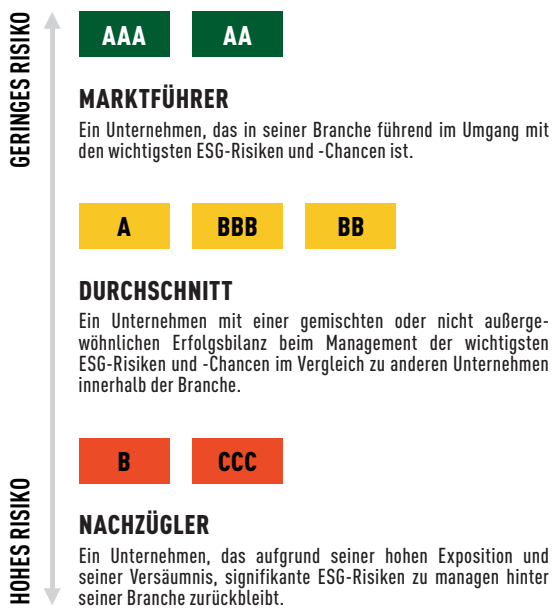 GERINGES RISIKO
AAA AA
MARKTFÜHRER
Ein Unternehmen, das in seiner Branche führend im Umgang mit
den wichtigsten ESG-Risiken und -Chancen ist.
A BBB BB
DURCHSCHNITT
Ein Unternehmen mit einer gemischten oder nicht außerge-
wöhnlichen Erfolgsbilanz beim Management der wichtigsten
ESG-Risiken und -Chancen im Vergleich zu anderen Unternehmen
innerhalb der Branche.
HOHES RISIKO
B CCC
NACHZÜGLER
Ein Unternehmen, das aufgrund seiner hohen Exposition und
seiner Versäumnis, signifikante ESG-Risiken zu managen hinter
seiner Branche zurückbleibt.